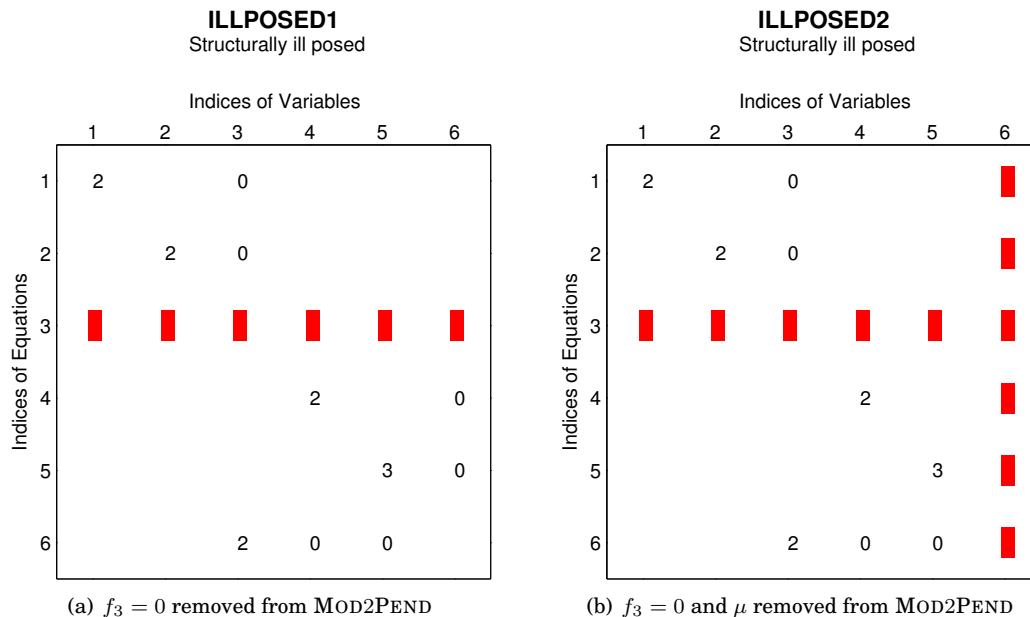 ILLPOSED1
Structurally ill posed
Indices of Variables
1 2 3 4 5 6
Indices of Equations
1 2 0
2 2 0
3
4 2 0
5 3 0
6 2 0 0
(a) f₃ = 0 removed from MOD2PEND
ILLPOSED2
Structurally ill posed
Indices of Variables
1 2 3 4 5 6
Indices of Equations
1 2 0
2 2 0
3
4 2
5 3
6 2 0 0
(b) f₃ = 0 and μ removed from MOD2PEND